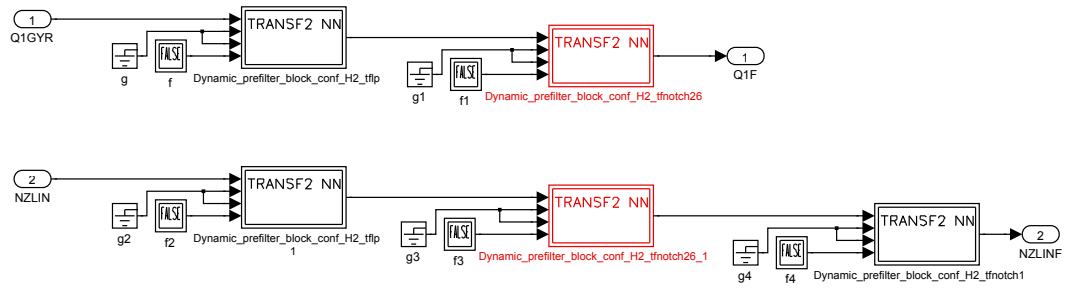 1
Q1GYR
g
FALSE
f
TRANSF2 NN
Dynamic_prefilter_block_conf_H2_tflp
g1
FALSE
f1
TRANSF2 NN
Dynamic_prefilter_block_conf_H2_tfnotch26
1
Q1F
2
NZLIN
g2
FALSE
f2
TRANSF2 NN
Dynamic_prefilter_block_conf_H2_tflp
1
g3
FALSE
f3
TRANSF2 NN
Dynamic_prefilter_block_conf_H2_tfnotch26_1
g4
FALSE
f4
TRANSF2 NN
Dynamic_prefilter_block_conf_H2_tfnotch1
2
NZLINF